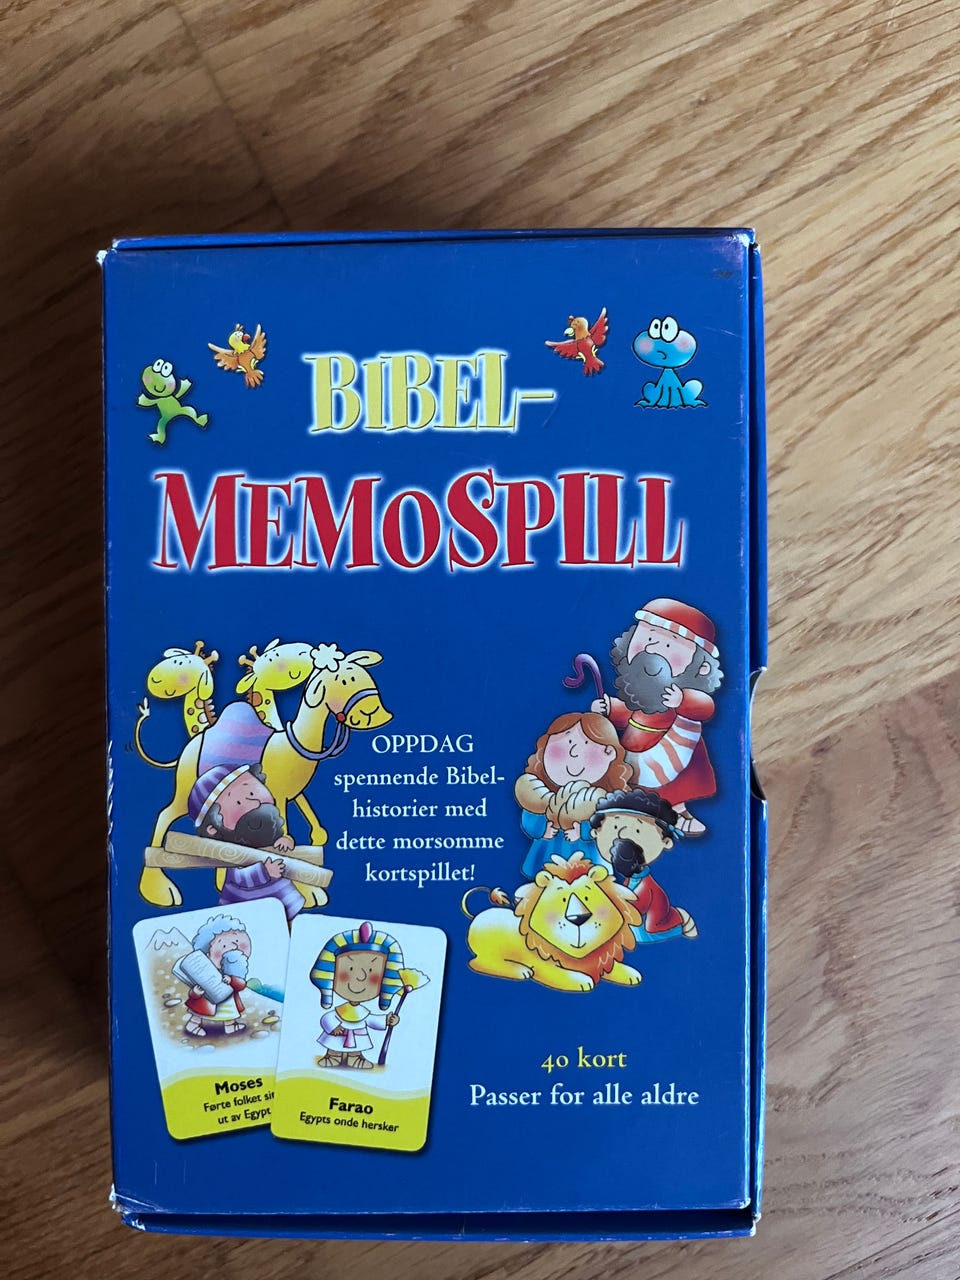 BIBEL-
MEMOSPILL
OPPDAG
spennende Bibel-
historier med
dette morsomme
kortspillet!
Moses
Førte folket
ut av Egypt
Farao
Egypts onde hersker
40 kort
Passer for alle aldre